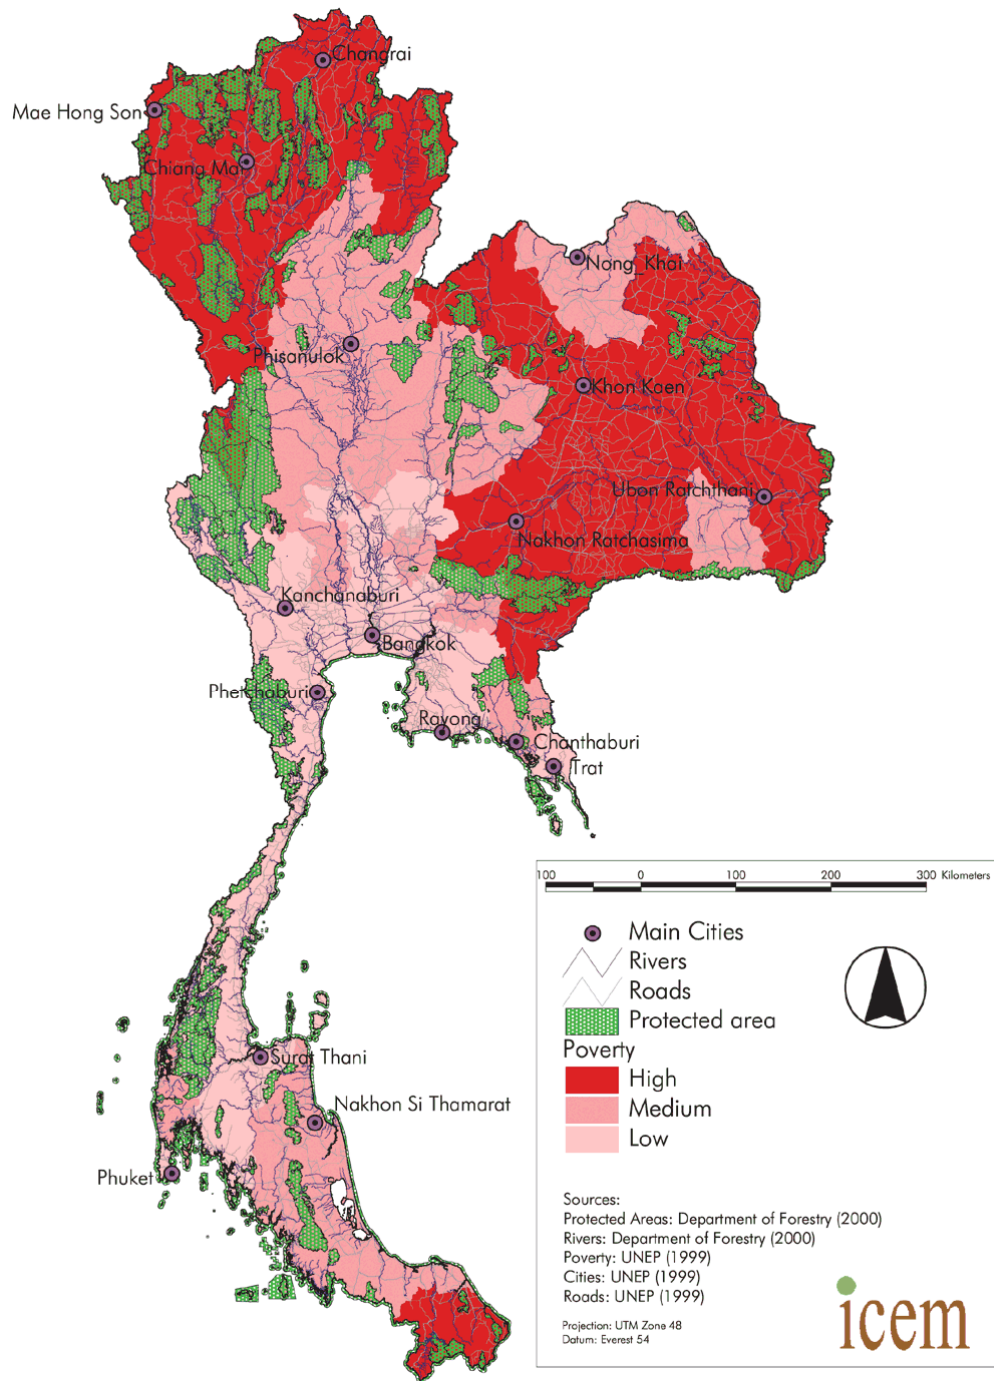 Changrai
Mae Hong Son
Chiang Mai
Nong_Khai
Phisanulok
Khon Kaen
Ubon Ratchthani
Nakhon Ratchasima
Kanchanaburi
Bangkok
Phetchaburi
Rayong
Chanthaburi
Trat
100 0 100 200 300 Kilometers
Main Cities
Rivers
Roads
Protected area
Poverty
High
Medium
Low
Surat Thani
Nakhon Si Thamarat
Phuket
Sources:
Protected Areas: Department of Forestry (2000)
Rivers: Department of Forestry (2000)
Poverty: UNEP (1999)
Cities: UNEP (1999)
Roads: UNEP (1999)
Projection: UTM Zone 48
Datum: Everest 54
icem